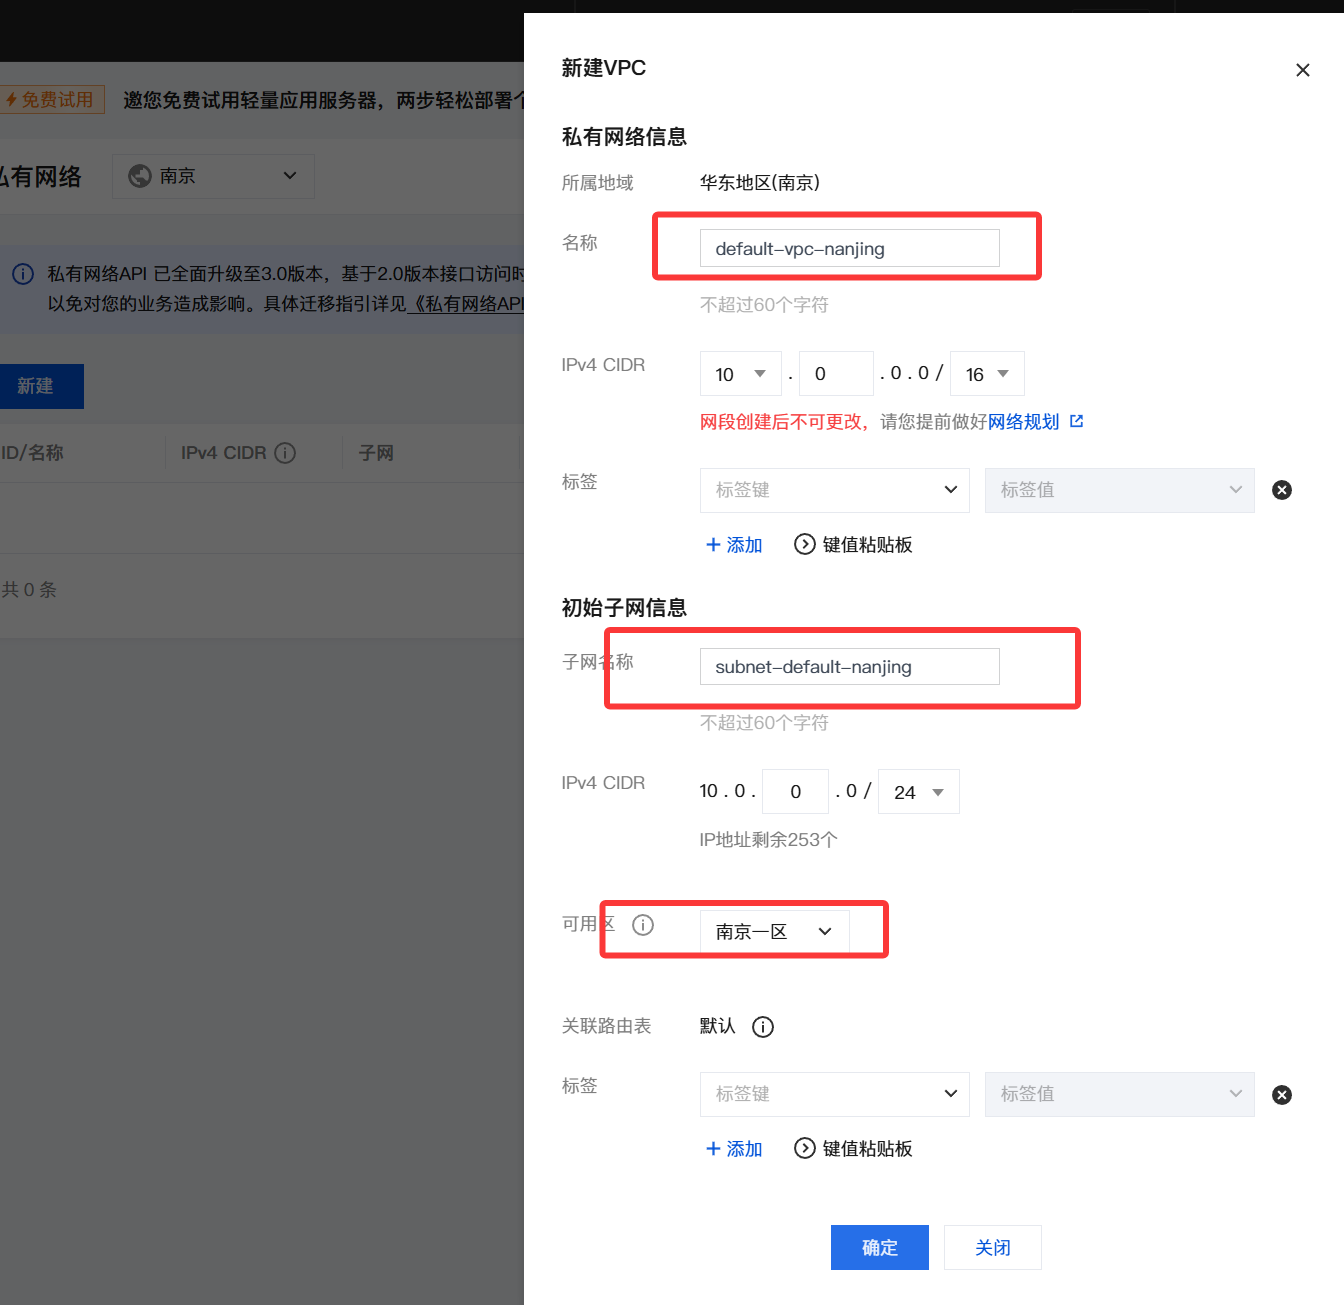 新建VPC
免费试用 邀您免费试用轻量应用服务器，两步轻松部署
私有网络 南京
私有网络API 已全面升级至3.0版本，基于2.0版本接口访问时
以免对您的业务造成影响。具体迁移指引详见《私有网络API
新建
ID/名称 IPv4 CIDR 子网
共 0 条
私有网络信息
所属地域 华东地区(南京)
名称 default-vpc-nanjing
不超过60个字符
IPv4 CIDR 10 . 0 . 0 . 0 / 16
网段创建后不可更改，请您提前做好网络规划
标签 标签键 标签值
+ 添加 键值粘贴板
初始子网信息
子网名称 subnet-default-nanjing
不超过60个字符
IPv4 CIDR 10 . 0 . 0 . 0 / 24
IP地址剩余253个
可用区 南京一区
关联路由表 默认
标签 标签键 标签值
+ 添加 键值粘贴板
确定 关闭